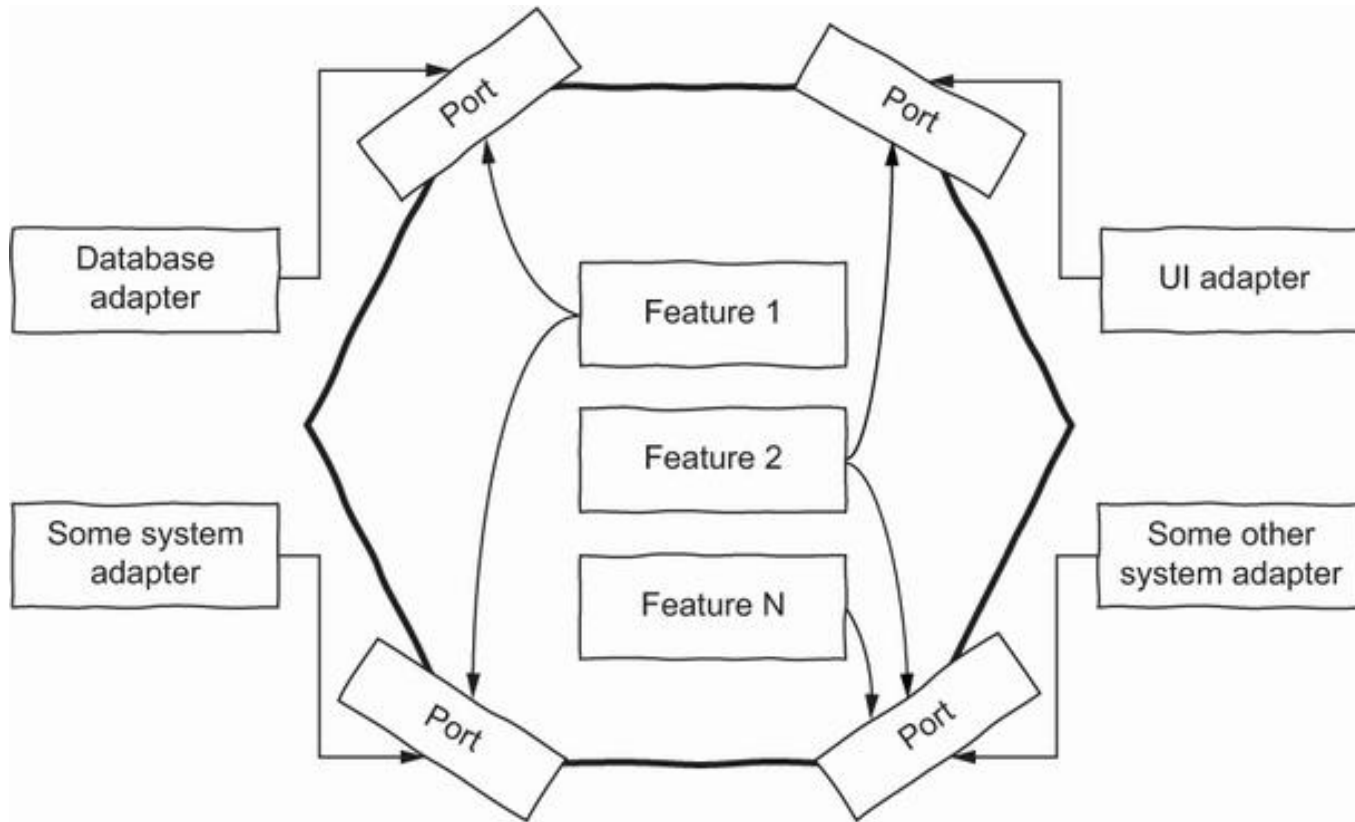 Port
Port
Database
adapter
UI adapter
Feature 1
Feature 2
Some system
adapter
Some other
system adapter
Feature N
Port
Port